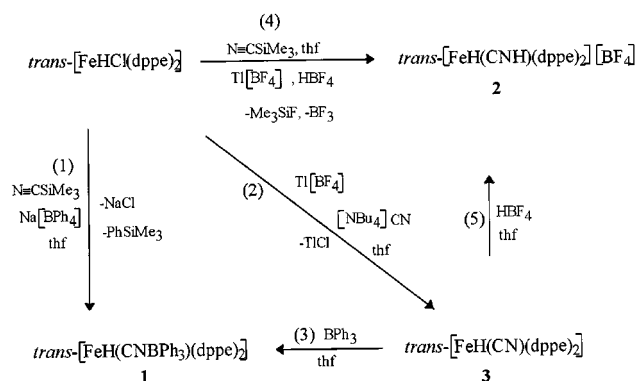 (4)
trans-[FeHCl(dppe)2]
N≡CSiMe3, thf
Tl[BF4] , HBF4
-Me3SiF, -BF3
trans-[FeH(CNH)(dppe)2][BF4]
2
(1)
N≡CSiMe3
Na[BPh4]
thf
-NaCl
-PhSiMe3
(2)
Tl[BF4]
[NBu4]CN
-TlCl
thf
(5)
HBF4
thf
trans-[FeH(CNBPh3)(dppe)2]
1
(3) BPh3
thf
trans-[FeH(CN)(dppe)2]
3